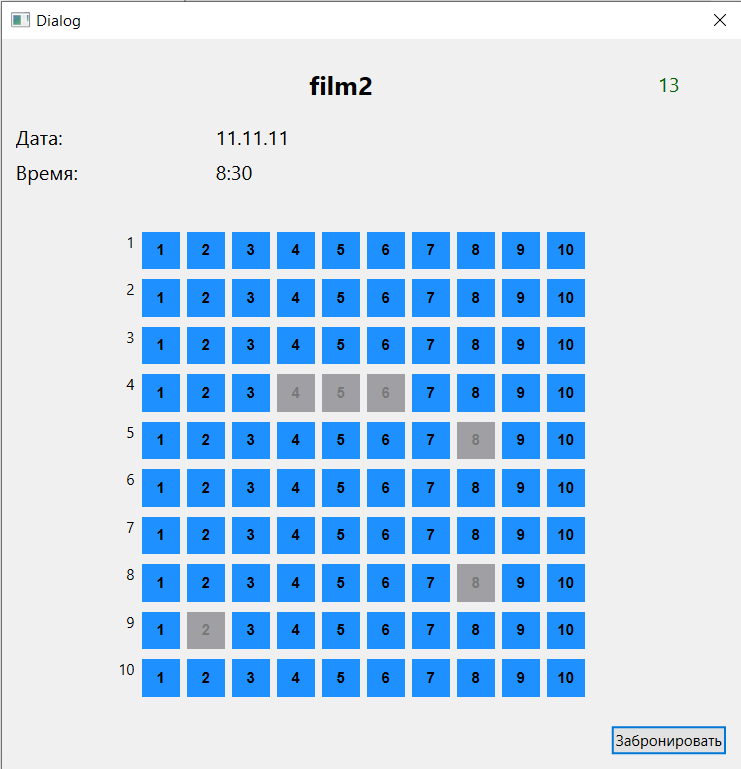 Dialog
film2 13
Дата: 11.11.11
Время: 8:30
1 1 2 3 4 5 6 7 8 9 10
2 1 2 3 4 5 6 7 8 9 10
3 1 2 3 4 5 6 7 8 9 10
4 1 2 3 4 5 6 7 8 9 10
5 1 2 3 4 5 6 7 8 9 10
6 1 2 3 4 5 6 7 8 9 10
7 1 2 3 4 5 6 7 8 9 10
8 1 2 3 4 5 6 7 8 9 10
9 1 2 3 4 5 6 7 8 9 10
10 1 2 3 4 5 6 7 8 9 10
Забронировать